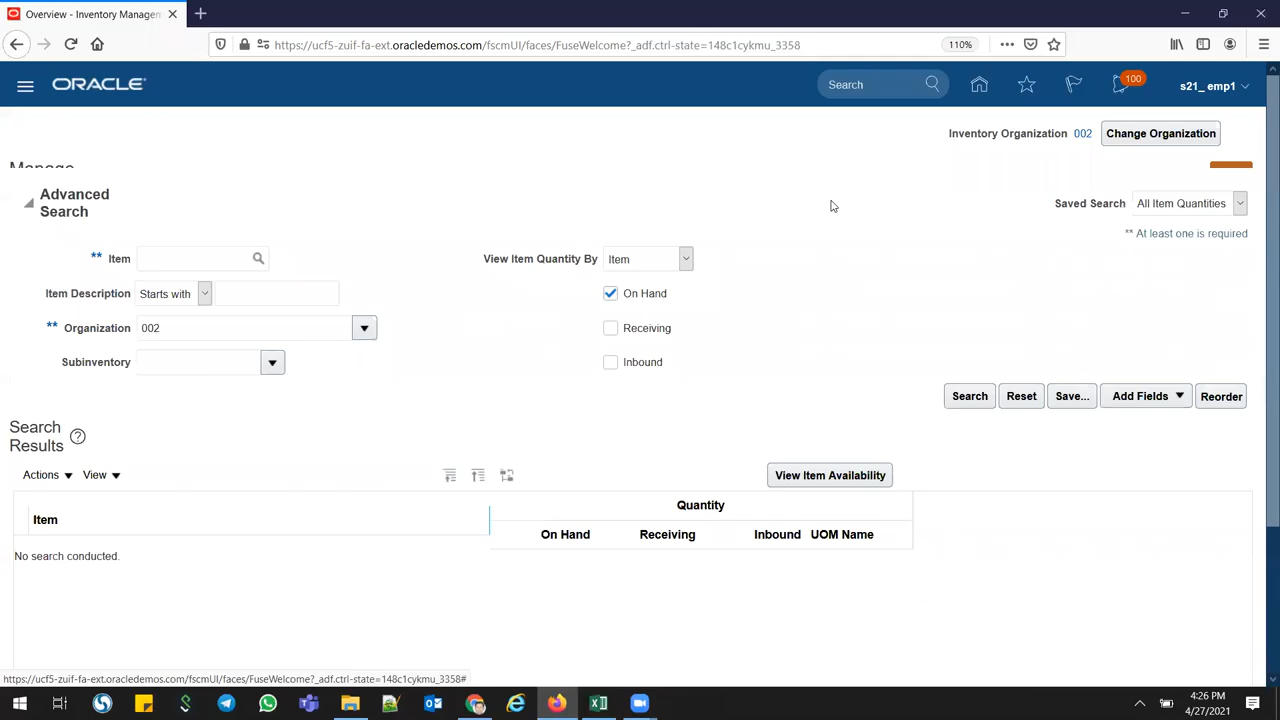 Overview - Inventory Managem
https://ucf5-zuif-fa-ext.oracledemos.com/fscmUI/faces/FuseWelcome?_adf.ctrl-state=148c1cykmu_3358
110%
ORACLE
Search
100
s21_ emp1
Inventory Organization 002 Change Organization
Manage
Advanced Search
Saved Search All Item Quantities
** At least one is required
** Item
View Item Quantity By Item
Item Description Starts with
On Hand
** Organization 002
Receiving
Subinventory
Inbound
Search Reset Save... Add Fields Reorder
Search
Results
Actions View
View Item Availability
Quantity
Item
On Hand Receiving Inbound UOM Name
No search conducted.
https://ucf5-zuif-fa-ext.oracledemos.com/fscmUI/faces/FuseWelcome?_adf.ctrl-state=148c1cykmu_3358#
4:26 PM
4/27/2021